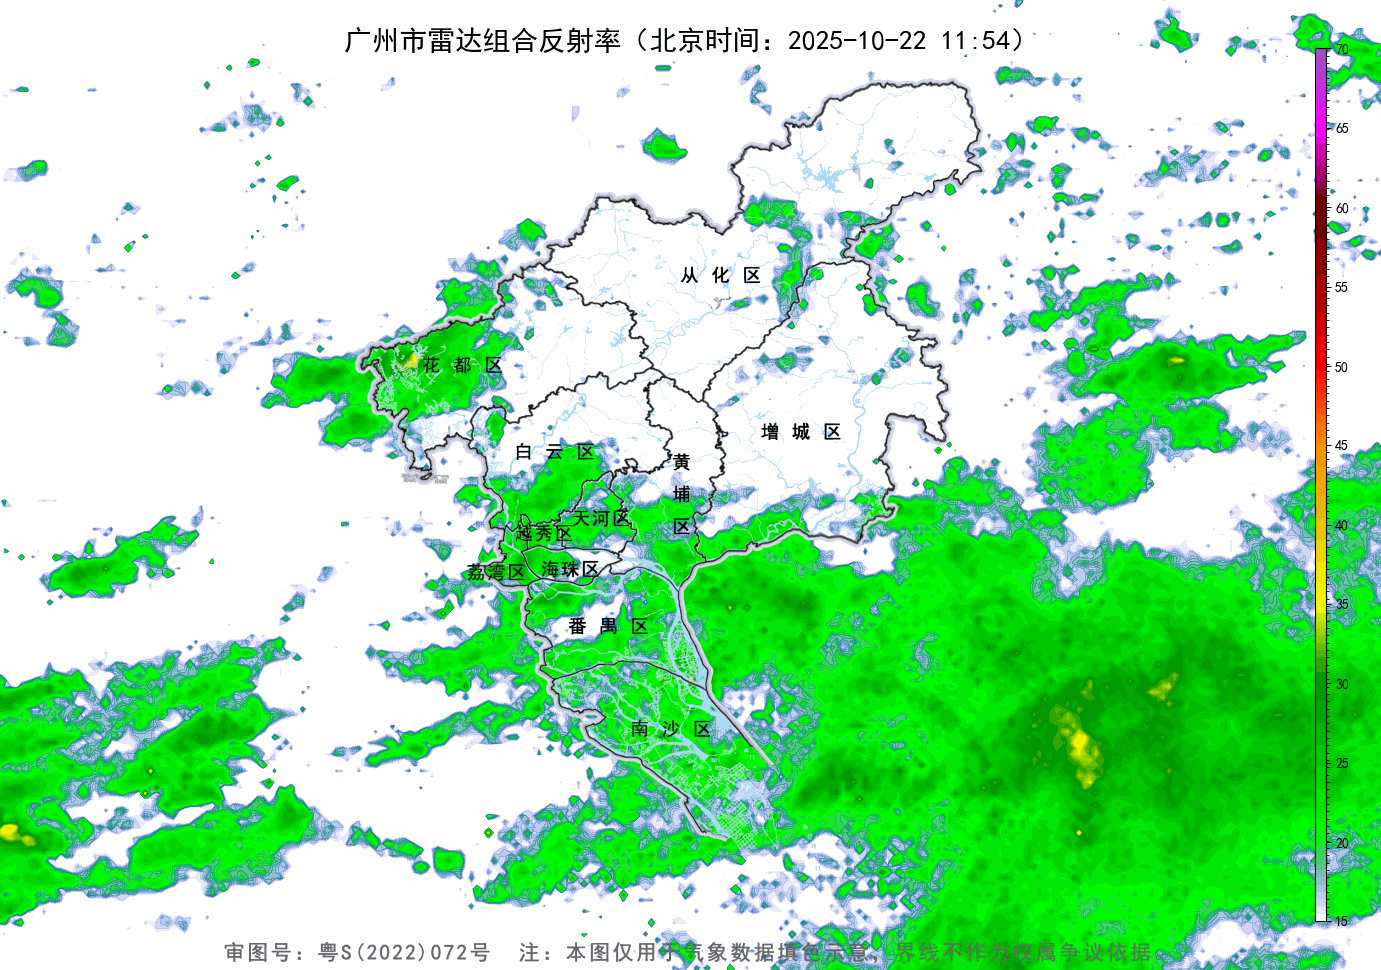 广州市雷达组合反射率（北京时间：2025-10-22 11:54）
70
65
60
55
50
45
40
35
30
25
20
15
从化区
花都区
增城区
白云区
黄埔区
天河区
越秀区
荔湾区
海珠区
番禺区
南沙区
审图号：粤S(2022)072号 注：本图仅用于气象数据填色示意，界线不作为权属争议依据。